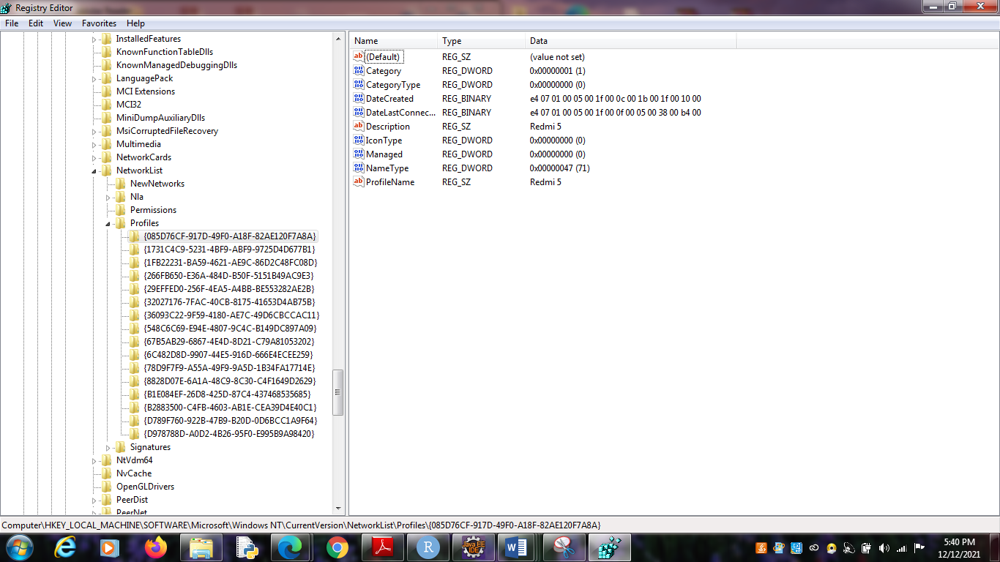 Registry Editor
File Edit View Favorites Help
InstalledFeatures
KnownFunctionTableDlls
KnownManagedDebuggingDlls
LanguagePack
MCI Extensions
MCI32
MiniDumpAuxiliaryDlls
MsiCorruptedFileRecovery
Multimedia
NetworkCards
NetworkList
NewNetworks
Nla
Permissions
Profiles
{085D76CF-917D-49F0-A18F-82AE120F7A8A}
{1731C4C9-5231-4BF9-ABF9-9725D4D677B1}
{1FB22231-BA59-4621-AE9C-86D2C48FC08D}
{266FB650-E36A-484D-B50F-5151B49AC9E3}
{29EFFED0-256F-4EA5-A4BB-BE553282AE2B}
{32027176-7FAC-40CB-8175-41653D4AB75B}
{36093C22-9F59-4180-AE7C-49D6CBCCAC11}
{548C6C69-E94E-4807-9C4C-B149DC897A09}
{67B5AB29-6867-4E4D-8D21-C79A81053202}
{6C482D8D-9907-44E5-916D-666E4ECEE259}
{78D9F7F9-A55A-49F9-9A5D-1B34FA17714E}
{8828D07E-6A1A-48C9-8C30-C4F1649D2629}
{B1E084EF-26D8-425D-87C4-437468535685}
{B2883500-C4FB-4603-AB1E-CEA39D4E40C1}
{D789F760-922B-47B9-B20D-0D6BCC1A9F64}
{D978788D-A0D2-4B26-95F0-E995B9A98420}
Signatures
NtVdm64
NvCache
OpenGLDrivers
PeerDist
PeerNet
Name Type Data
(Default) REG_SZ (value not set)
Category REG_DWORD 0x00000001 (1)
CategoryType REG_DWORD 0x00000000 (0)
DateCreated REG_BINARY e4 07 01 00 05 00 1f 00 0c 00 1b 00 1f 00 10 00
DateLastConnec... REG_BINARY e4 07 01 00 05 00 1f 00 0f 00 05 00 38 00 b4 00
Description REG_SZ Redmi 5
IconType REG_DWORD 0x00000000 (0)
Managed REG_DWORD 0x00000000 (0)
NameType REG_DWORD 0x00000047 (71)
ProfileName REG_SZ Redmi 5
Computer\HKEY_LOCAL_MACHINE\SOFTWARE\Microsoft\Windows NT\CurrentVersion\NetworkList\Profiles\{085D76CF-917D-49F0-A18F-82AE120F7A8A}
R
Java EE
IDE
W
5:40 PM
12/12/2021